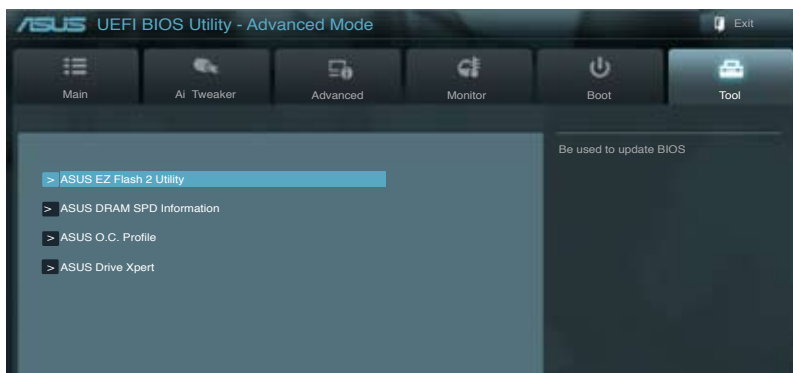 ASUS UEFI BIOS Utility - Advanced Mode
Exit
Main
Ai Tweaker
Advanced
Monitor
Boot
Tool
Be used to update BIOS
> ASUS EZ Flash 2 Utility
> ASUS DRAM SPD Information
> ASUS O.C. Profile
> ASUS Drive Xpert